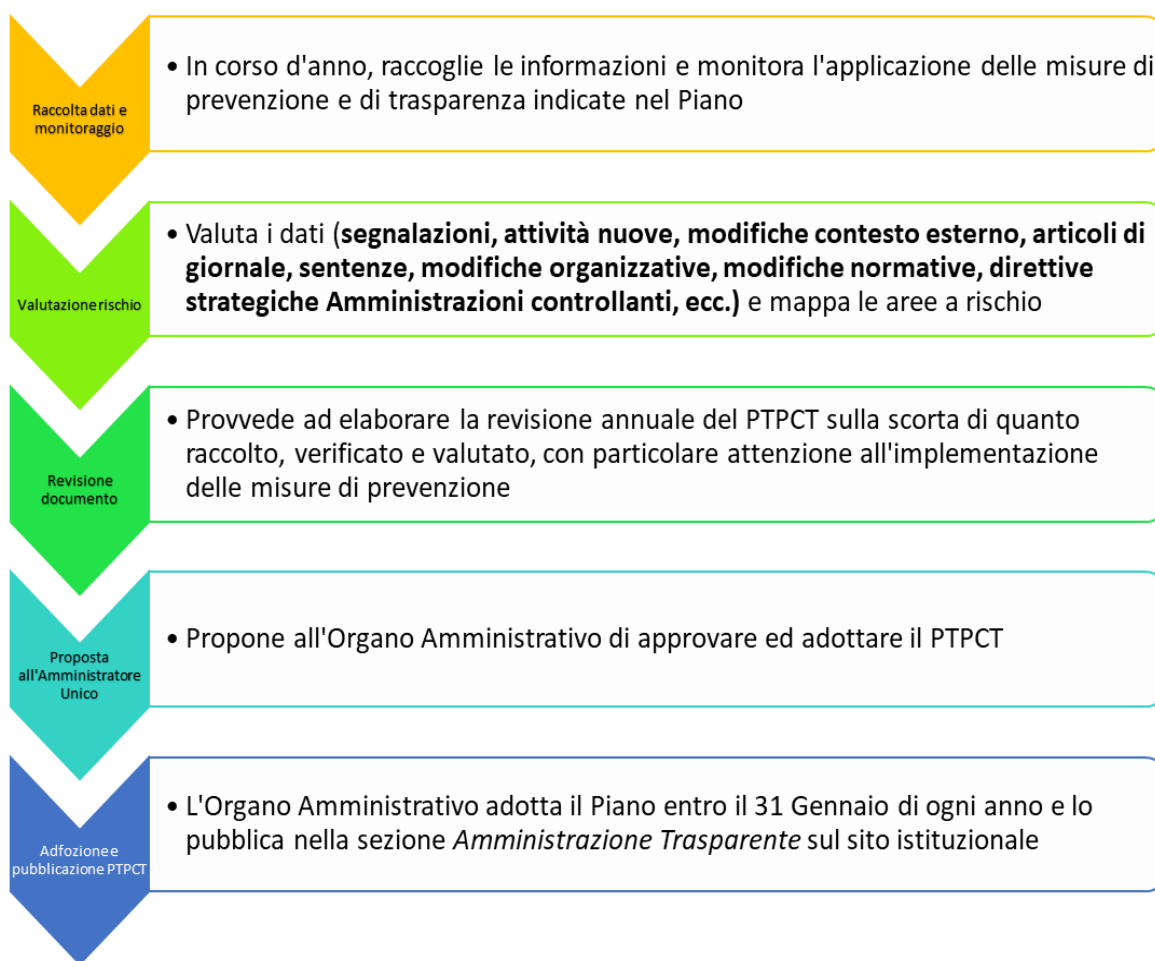 Raccolta dati e
monitoraggio
• In corso d'anno, raccoglie le informazioni e monitora l'applicazione delle misure di
prevenzione e di trasparenza indicate nel Piano
Valutazione rischio
• Valuta i dati (segnalazioni, attività nuove, modifiche contesto esterno, articoli di
giornale, sentenze, modifiche organizzative, modifiche normative, direttive
strategiche Amministrazioni controllanti, ecc.) e mappa le aree a rischio
Revisione
documento
• Provvede ad elaborare la revisione annuale del PTPCT sulla scorta di quanto
raccolto, verificato e valutato, con particolare attenzione all'implementazione
delle misure di prevenzione
Proposta
all'Amministratore
Unico
• Propone all'Organo Amministrativo di approvare ed adottare il PTPCT
Adfozione e
pubblicazione PTPCT
• L'Organo Amministrativo adotta il Piano entro il 31 Gennaio di ogni anno e lo
pubblica nella sezione Amministrazione Trasparente sul sito istituzionale